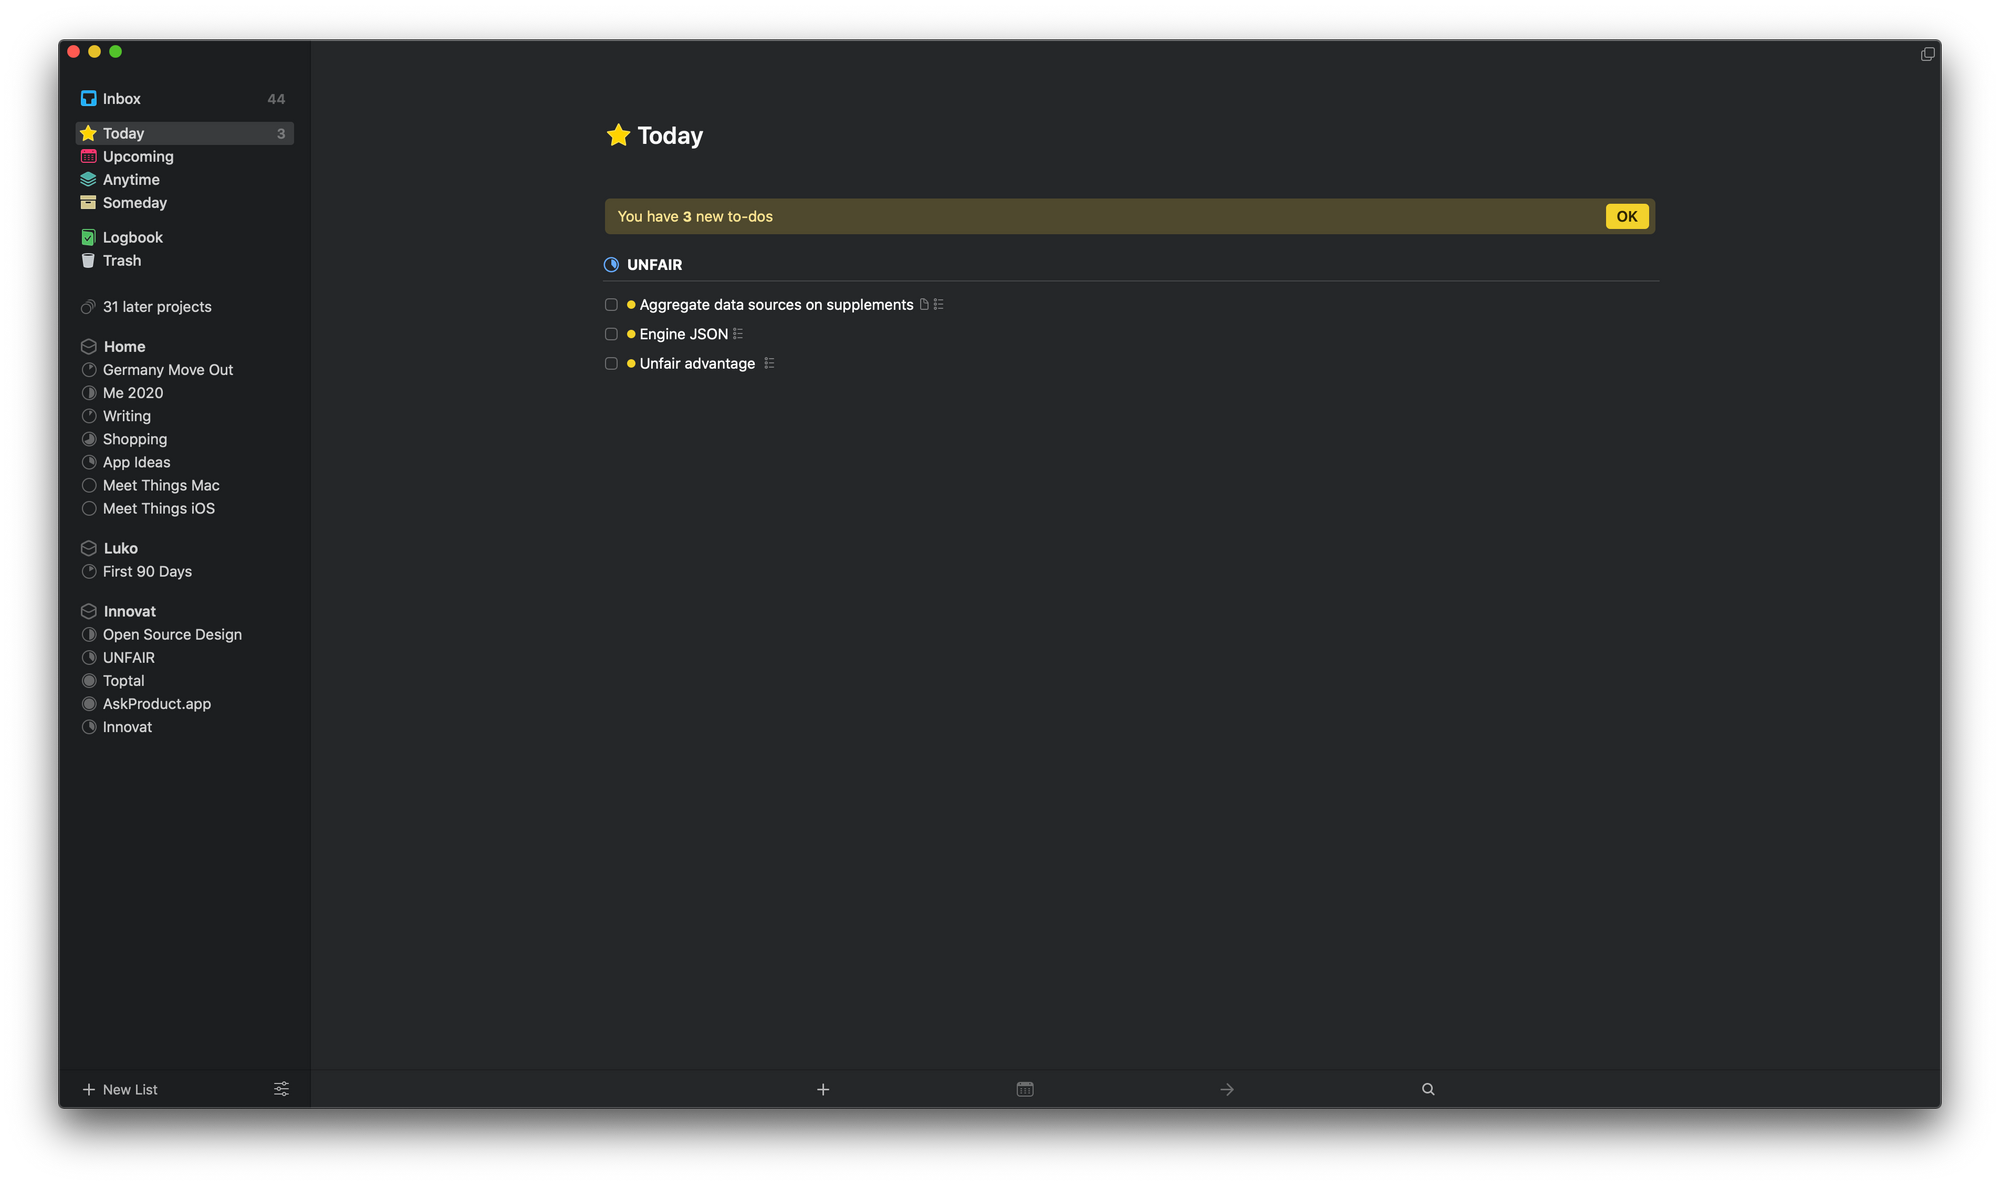 Inbox 44
Today 3
Upcoming
Anytime
Someday
Logbook
Trash
31 later projects
Home
Germany Move Out
Me 2020
Writing
Shopping
App Ideas
Meet Things Mac
Meet Things iOS
Luko
First 90 Days
Innovat
Open Source Design
UNFAIR
Toptal
AskProduct.app
Innovat
New List
Today
You have 3 new to-dos OK
UNFAIR
Aggregate data sources on supplements
Engine JSON
Unfair advantage